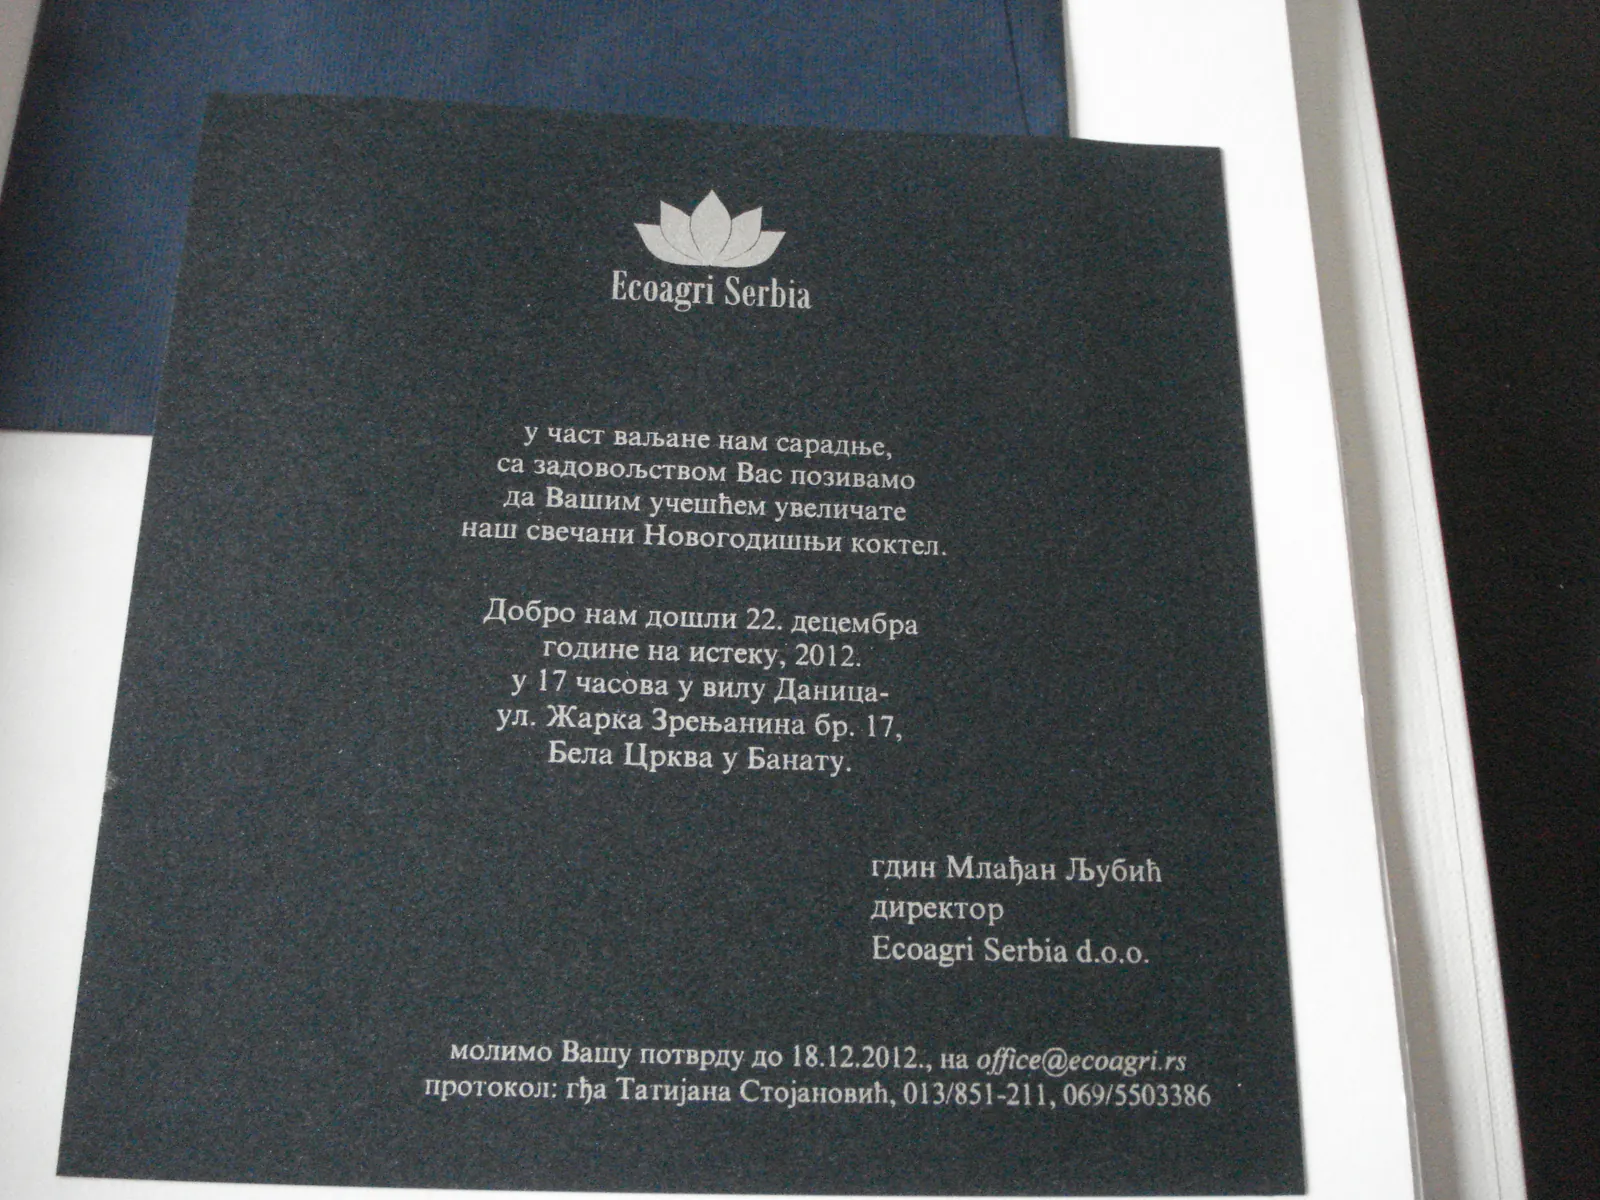 Ecoagri Serbia
у част ваљане нам сарадње,
са задовољством Вас позивамо
да Вашим учешћем увеличате
наш свечани Новогодишњи коктел.
Добро нам дошли 22. децембра
године на истеку, 2012.
у 17 часова у вилу Даница-
ул. Жарка Зрењанина бр. 17,
Бела Црква у Банату.
гдин Млађан Љубић
директор
Ecoagri Serbia d.o.o.
молимо Вашу потврду до 18.12.2012., на office@ecoagri.rs
протокол: гђа Татијана Стојановић, 013/851-211, 069/5503386